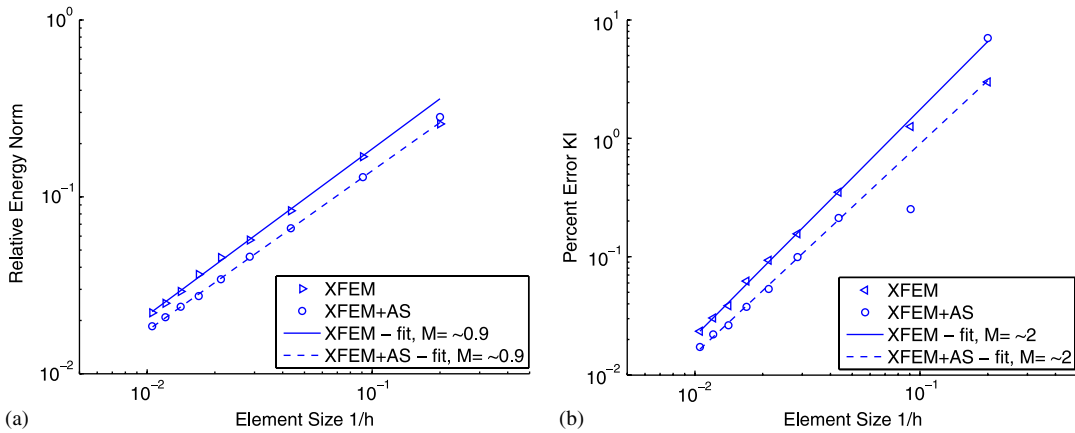 10^0
10^-1
10^-2
Relative Energy Norm
XFEM
XFEM+AS
XFEM – fit, M= ~0.9
XFEM+AS – fit, M= ~0.9
10^-2
10^-1
(a)
Element Size 1/h
10^1
10^0
10^-1
10^-2
Percent Error KI
XFEM
XFEM+AS
XFEM – fit, M= ~2
XFEM+AS – fit, M= ~2
10^-2
10^-1
(b)
Element Size 1/h